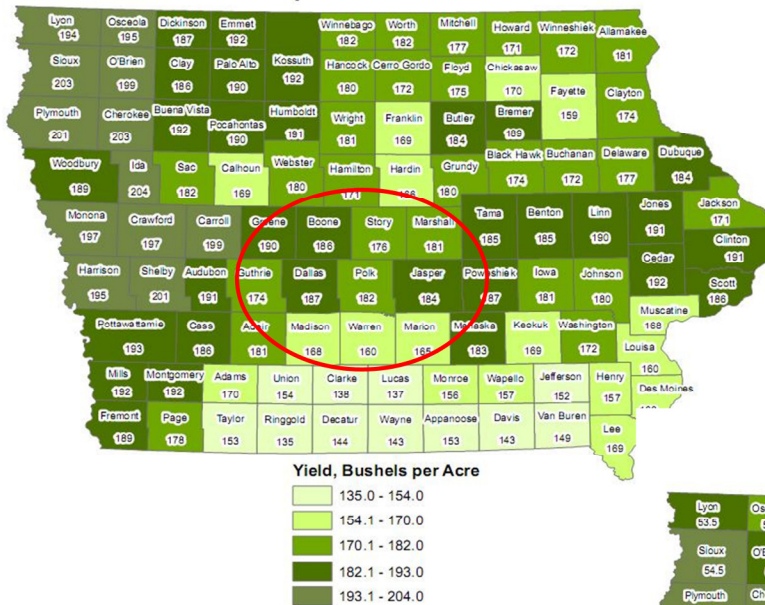 Lyon Osceola Dickinson Emmet Winnebago Worth Mitchell Howard Winneshiek Allamakee
194 195 187 192 182 182 177 171 172 181
Sioux O'Brien Clay Palo Alto Kossuth Hancock Cerro Gordo Floyd Chickasaw Fayette Clayton
203 199 186 190 192 180 172 175 170 159 174
Plymouth Cherokee Buena Vista Pocahontas Humboldt Wright Franklin Butler Bremer
201 203 192 190 191 181 169 184 189
Woodbury Ida Sac Calhoun Webster Hamilton Hardin Grundy Black Hawk Buchanan Delaware Dubuque
189 204 182 169 180 171 166 180 174 172 177 184
Monona Crawford Carroll Greene Boone Story Marshall Tama Benton Linn Jones Jackson
197 197 199 190 186 176 181 185 185 190 191 171
Clinton
191
Harrison Shelby Audubon Guthrie Dallas Polk Jasper Poweshiek Iowa Johnson Cedar Scott
195 201 191 174 187 182 184 187 181 180 192 186
Pottawattamie Cass Adair Madison Warren Marion Mahaska Keokuk Washington Muscatine Louisa
193 186 181 168 160 165 183 169 172 168 160
Mills Montgomery Adams Union Clarke Lucas Monroe Wapello Jefferson Henry Des Moines
192 192 170 154 138 137 156 157 152 157
Fremont Page Taylor Ringgold Decatur Wayne Appanoose Davis Van Buren Lee
189 178 153 135 144 143 153 143 149 169
Yield, Bushels per Acre
135.0 - 154.0
154.1 - 170.0
170.1 - 182.0
182.1 - 193.0
193.1 - 204.0
Lyon Os
53.5 5
Sioux O'B
54.5
Plymouth Ch